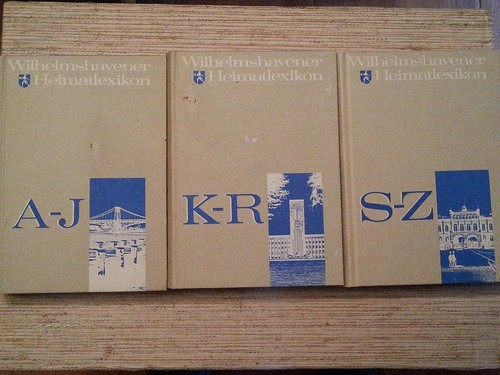 Wilhelmshavener
Heimatlexikon
A-J
Wilhelmshavener
Heimatlexikon
K-R
Wilhelmshavener
Heimatlexikon
S-Z